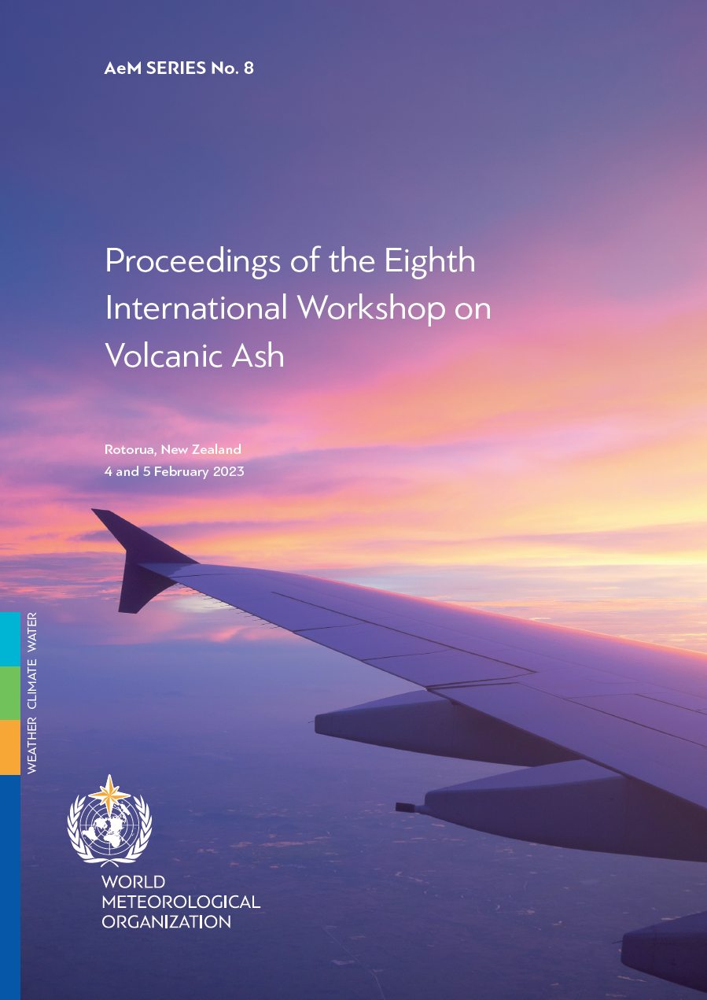 AeM SERIES No. 8
Proceedings of the Eighth
International Workshop on
Volcanic Ash
Rotorua, New Zealand
4 and 5 February 2023
WEATHER CLIMATE WATER
WORLD
METEOROLOGICAL
ORGANIZATION